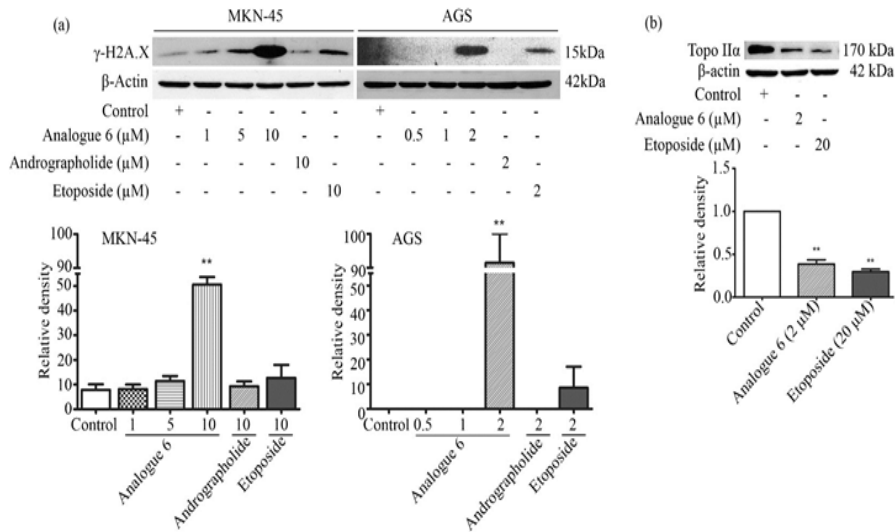 (a)
MKN-45 AGS
γ-H2A.X 15kDa
β-Actin 42kDa
Control + - - - - - + - - - - -
Analogue 6 (μM) - 1 5 10 - - - 0.5 1 2 - -
Andrographolide(μM) - - - - 10 - - - - - 2 -
Etoposide (μM) - - - - - 10 - - - - - 2
MKN-45
Relative density
100
90
50
40
30
20
10
0
**
Control 1 5 10 10 10
Analogue 6
Andrographolide
Etoposide
AGS
Relative density
100
90
50
40
30
20
10
0
**
Control 0.5 1 2 2 2
Analogue 6
Andrographolide
Etoposide
(b)
Topo IIα 170 kDa
β-actin 42 kDa
Control + - -
Analogue 6 (μM) - 2 -
Etoposide (μM) - - 20
Relative density
1.0
0.5
0.0
** **
Control
Analogue 6 (2 μM)
Etoposide (20 μM)